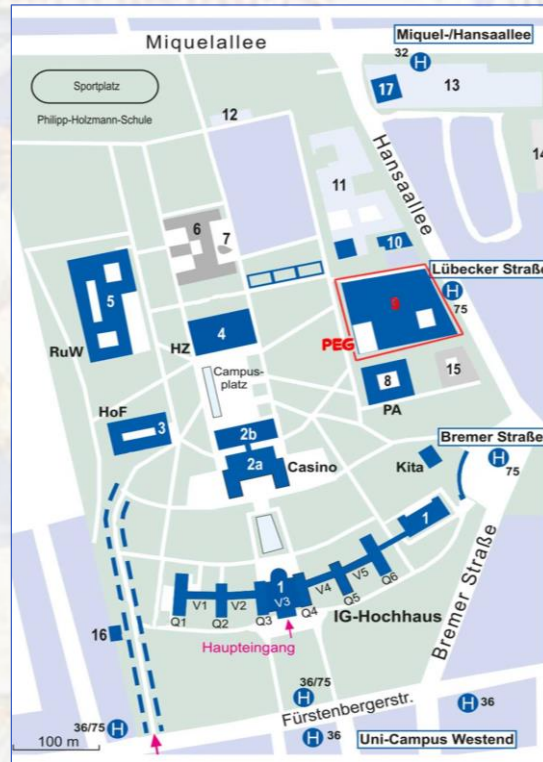 Miquelallee
Miquel-/Hansaallee
32
H
Sportplatz
Philipp-Holzmann-Schule
17
13
12
Hansaallee
14
11
6
7
10
Lübecker Straße
H
75
5
4
PEG
RuW
HZ
8
15
Campus-
platz
PA
HoF
3
2b
Bremer Straße
2a
Casino
Kita
H
75
1
1
V1
V2
V3
V4
V5
Q1
Q2
Q3
Q4
Q5
Q6
IG-Hochhaus
Bremer Straße
16
Haupteingang
36/75
H
Fürstenbergerstr.
H
36
36/75
H
H
36
Uni-Campus Westend
100 m